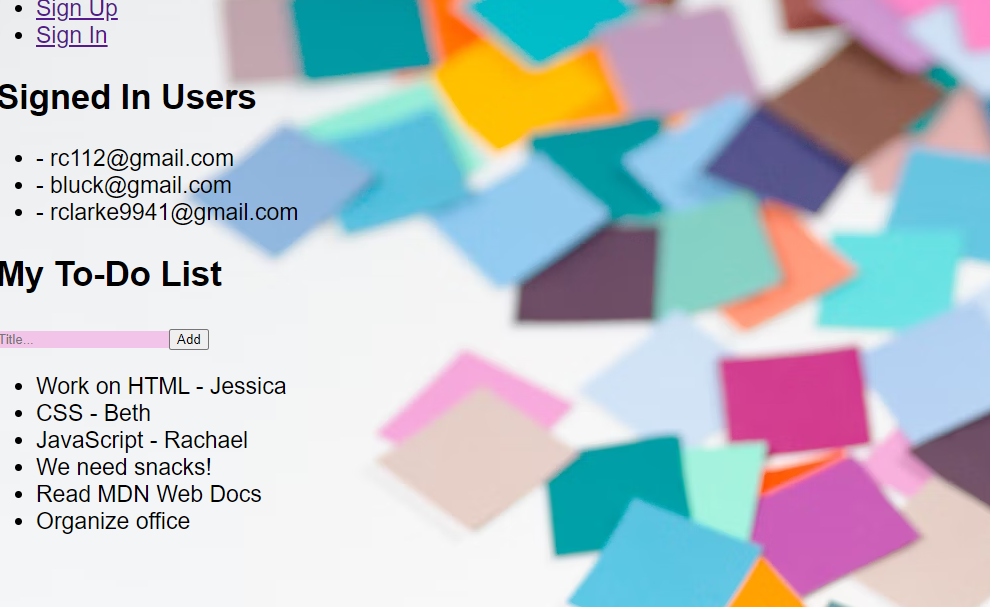 Sign Up
Sign In
Signed In Users
- rc112@gmail.com
- bluck@gmail.com
- rclarke9941@gmail.com
My To-Do List
Title... Add
Work on HTML - Jessica
CSS - Beth
JavaScript - Rachael
We need snacks!
Read MDN Web Docs
Organize office